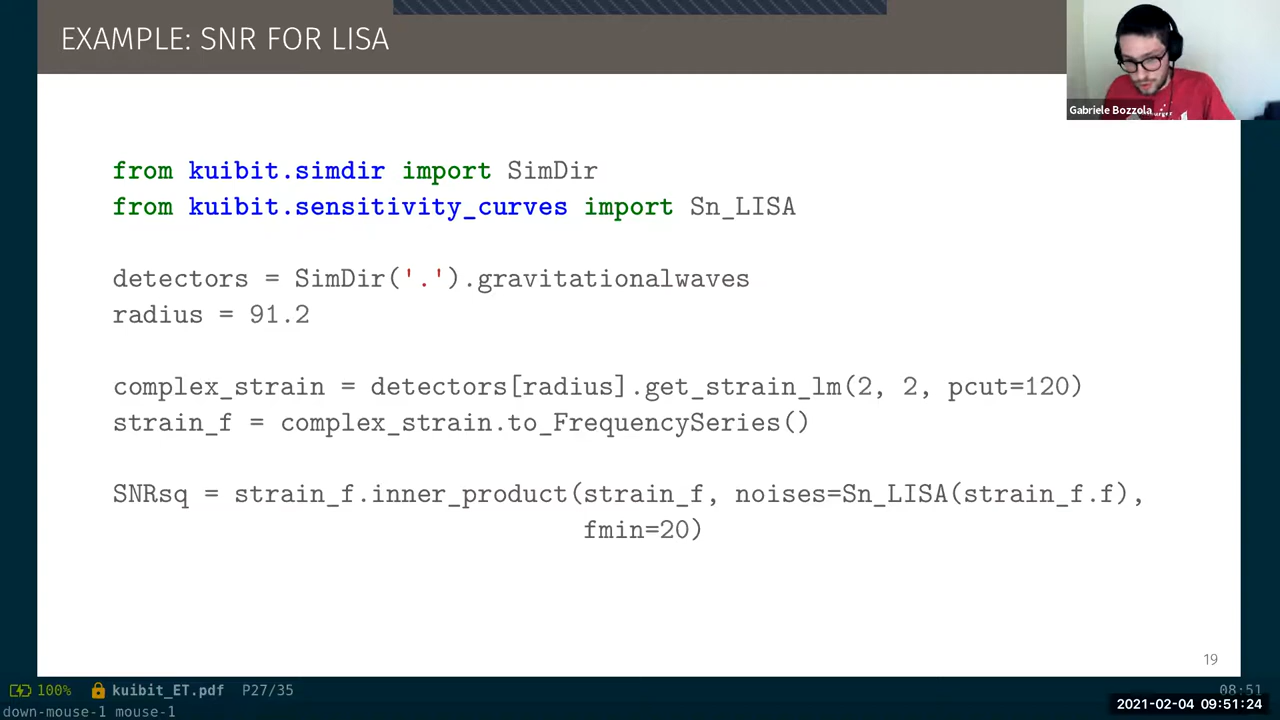 EXAMPLE: SNR FOR LISA
Gabriele Bozzola
from kuibit.simdir import SimDir
from kuibit.sensitivity_curves import Sn_LISA
detectors = SimDir('.').gravitationalwaves
radius = 91.2
complex_strain = detectors[radius].get_strain_lm(2, 2, pcut=120)
strain_f = complex_strain.to_FrequencySeries()
SNRsq = strain_f.inner_product(strain_f, noises=Sn_LISA(strain_f.f),
fmin=20)
19
100% kuibit_ET.pdf P27/35 08:51
down-mouse-1 mouse-1
2021-02-04 09:51:24